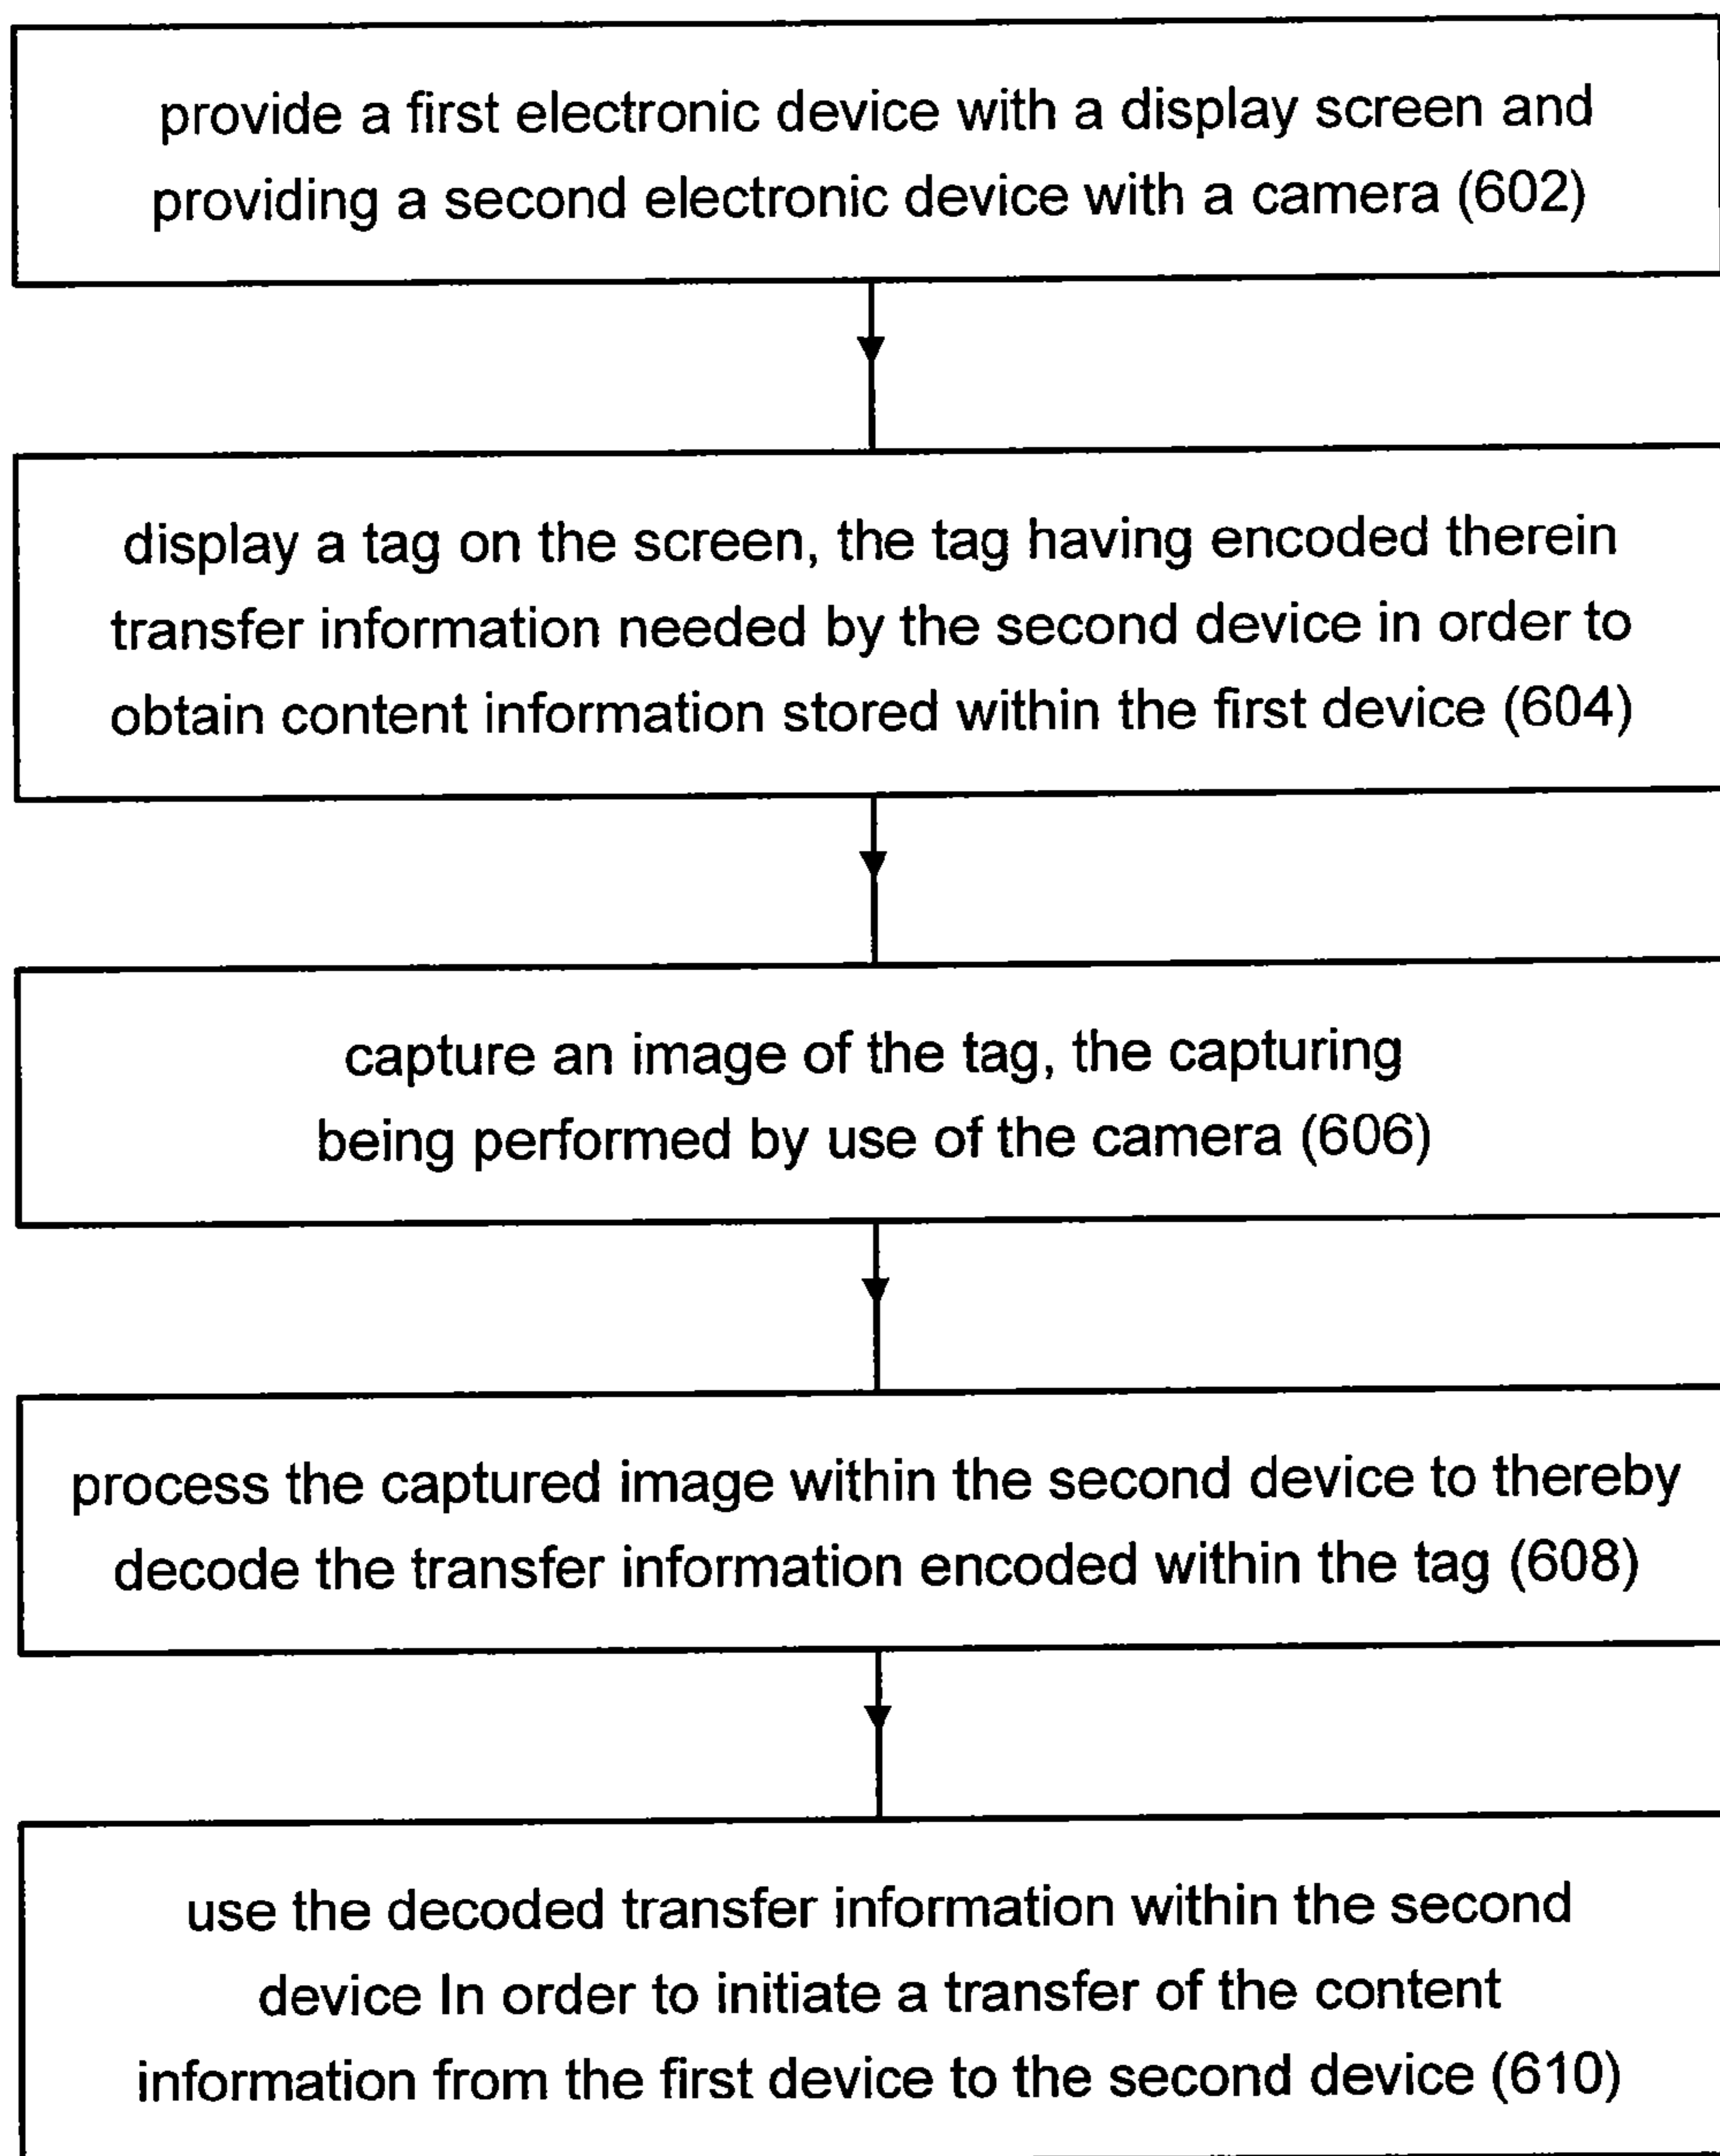 provide a first electronic device with a display screen and
providing a second electronic device with a camera (602)
display a tag on the screen, the tag having encoded therein
transfer information needed by the second device in order to
obtain content information stored within the first device (604)
capture an image of the tag, the capturing
being performed by use of the camera (606)
process the captured image within the second device to thereby
decode the transfer information encoded within the tag (608)
use the decoded transfer information within the second
device In order to initiate a transfer of the content
information from the first device to the second device (610)